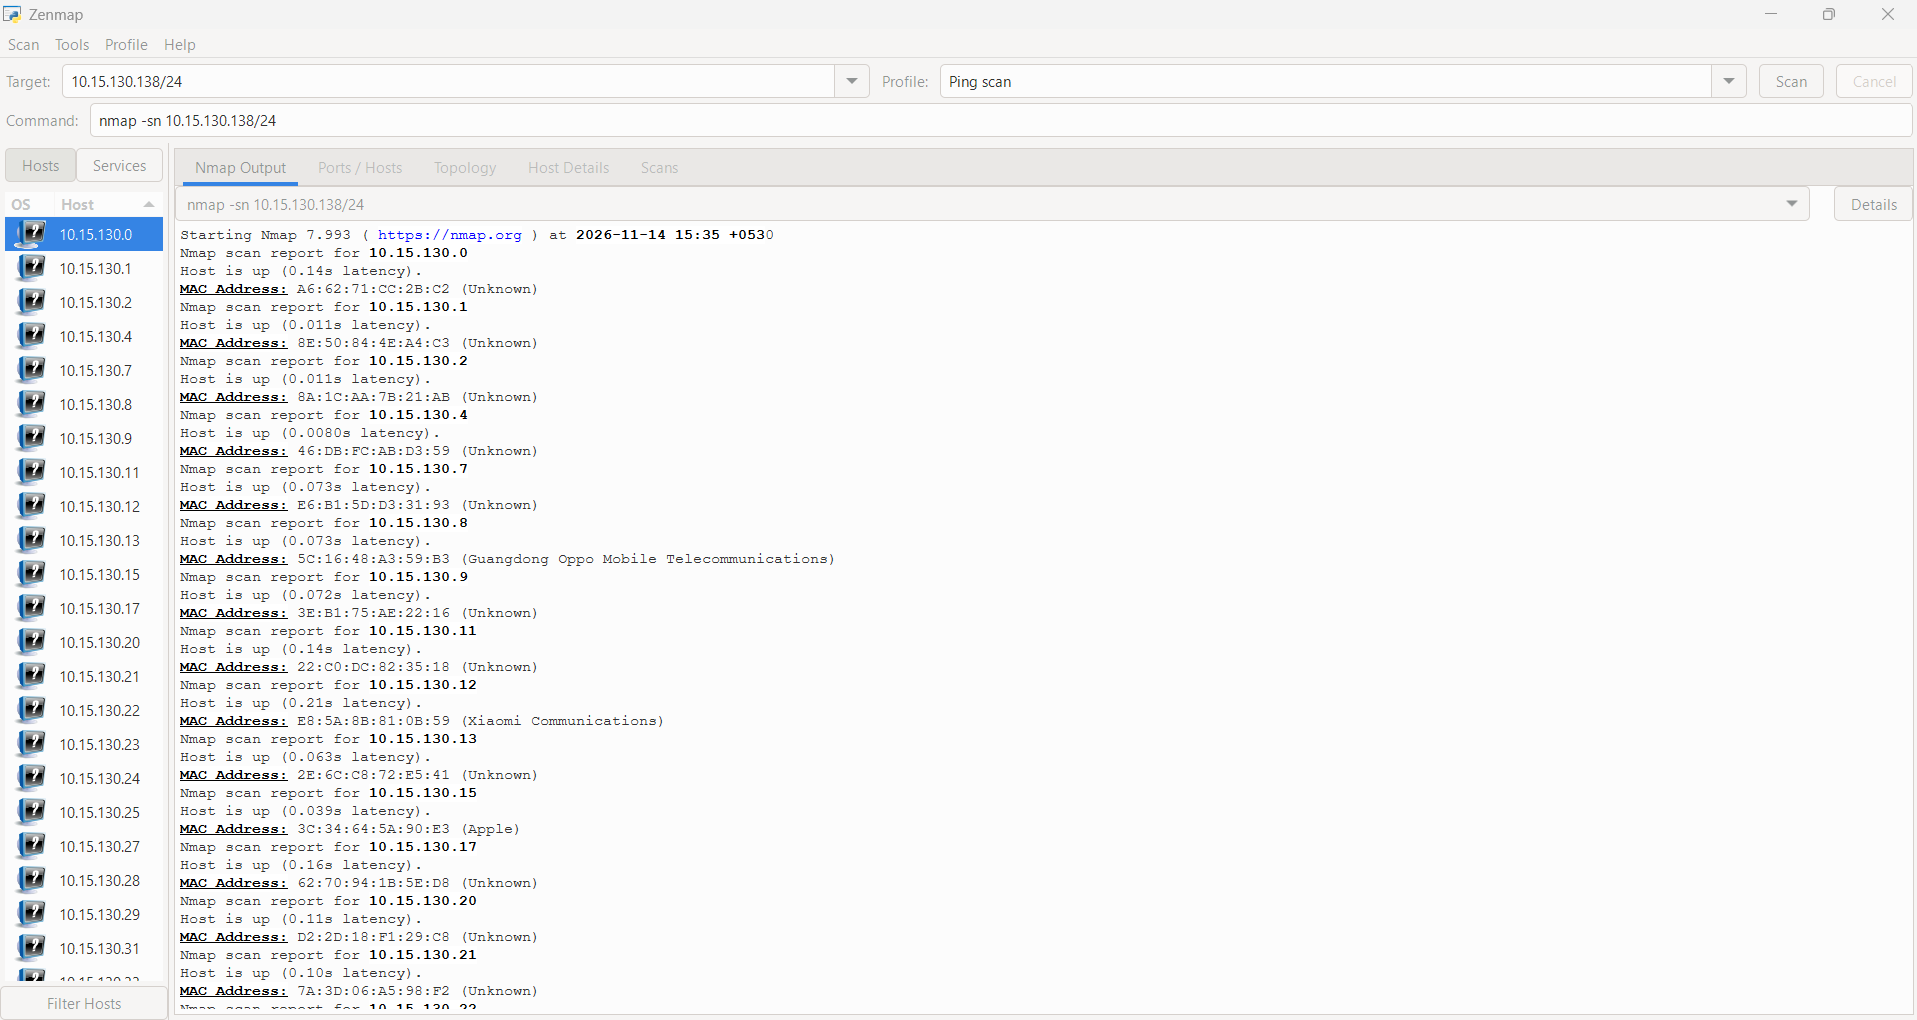 Zenmap
Scan Tools Profile Help
Target: 10.15.130.138/24 Profile: Ping scan Scan Cancel
Command: nmap -sn 10.15.130.138/24
Hosts Services
Nmap Output Ports / Hosts Topology Host Details Scans
OS Host
nmap -sn 10.15.130.138/24 Details
10.15.130.0
10.15.130.1
10.15.130.2
10.15.130.4
10.15.130.7
10.15.130.8
10.15.130.9
10.15.130.11
10.15.130.12
10.15.130.13
10.15.130.15
10.15.130.17
10.15.130.20
10.15.130.21
10.15.130.22
10.15.130.23
10.15.130.24
10.15.130.25
10.15.130.27
10.15.130.28
10.15.130.29
10.15.130.31
Filter Hosts
Starting Nmap 7.993 ( https://nmap.org ) at 2026-11-14 15:35 +0530
Nmap scan report for 10.15.130.0
Host is up (0.14s latency).
MAC Address: A6:62:71:CC:2B:C2 (Unknown)
Nmap scan report for 10.15.130.1
Host is up (0.011s latency).
MAC Address: 8E:50:84:4E:A4:C3 (Unknown)
Nmap scan report for 10.15.130.2
Host is up (0.011s latency).
MAC Address: 8A:1C:AA:7B:21:AB (Unknown)
Nmap scan report for 10.15.130.4
Host is up (0.0080s latency).
MAC Address: 46:DB:FC:AB:D3:59 (Unknown)
Nmap scan report for 10.15.130.7
Host is up (0.073s latency).
MAC Address: E6:B1:5D:D3:31:93 (Unknown)
Nmap scan report for 10.15.130.8
Host is up (0.073s latency).
MAC Address: 5C:16:48:A3:59:B3 (Guangdong Oppo Mobile Telecommunications)
Nmap scan report for 10.15.130.9
Host is up (0.072s latency).
MAC Address: 3E:B1:75:AE:22:16 (Unknown)
Nmap scan report for 10.15.130.11
Host is up (0.14s latency).
MAC Address: 22:C0:DC:82:35:18 (Unknown)
Nmap scan report for 10.15.130.12
Host is up (0.21s latency).
MAC Address: E8:5A:8B:81:0B:59 (Xiaomi Communications)
Nmap scan report for 10.15.130.13
Host is up (0.063s latency).
MAC Address: 2E:6C:C8:72:E5:41 (Unknown)
Nmap scan report for 10.15.130.15
Host is up (0.039s latency).
MAC Address: 3C:34:64:5A:90:E3 (Apple)
Nmap scan report for 10.15.130.17
Host is up (0.16s latency).
MAC Address: 62:70:94:1B:5E:D8 (Unknown)
Nmap scan report for 10.15.130.20
Host is up (0.11s latency).
MAC Address: D2:2D:18:F1:29:C8 (Unknown)
Nmap scan report for 10.15.130.21
Host is up (0.10s latency).
MAC Address: 7A:3D:06:A5:98:F2 (Unknown)
Nmap scan report for 10.15.130.22